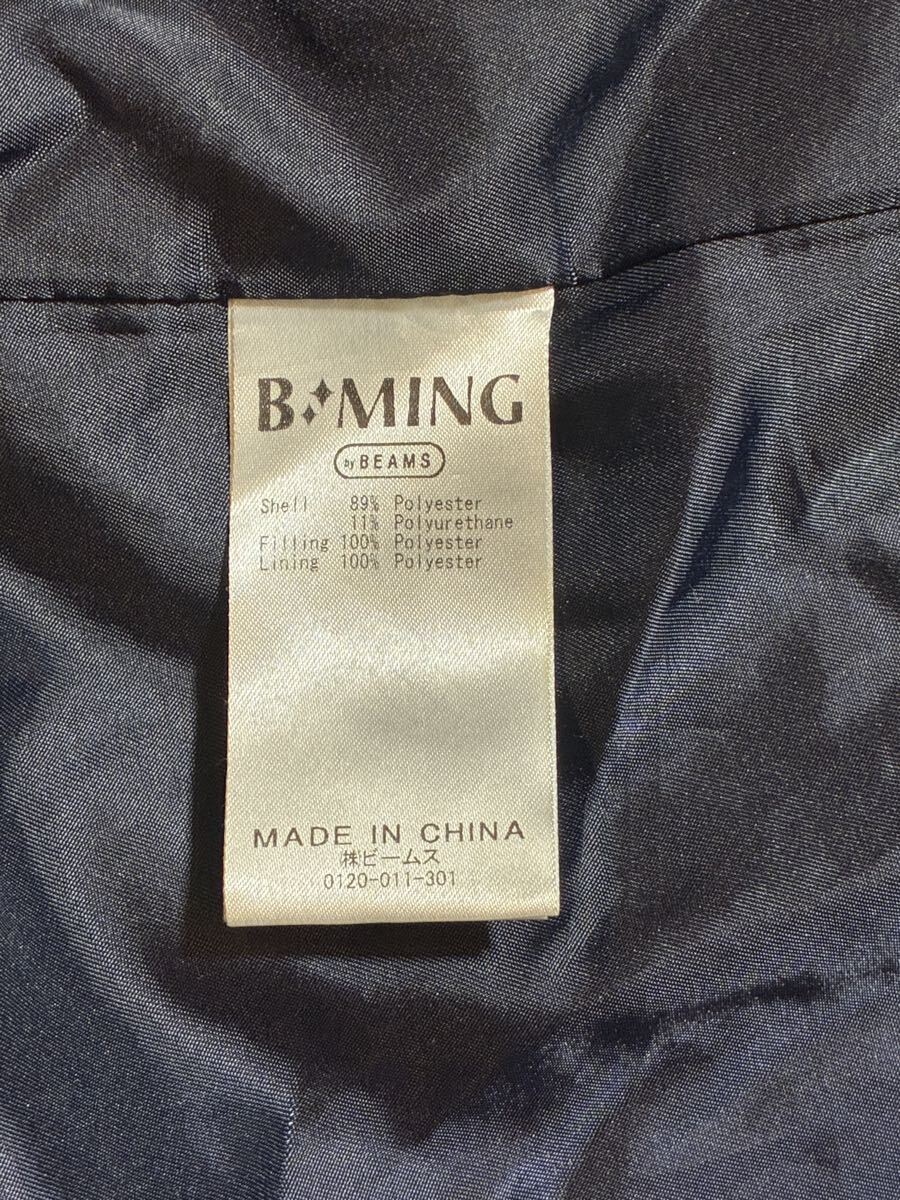 B MING
by BEAMS
Shell 89% Polyester
11% Polyurethane
Filling 100% Polyester
Lining 100% Polyester
MADE IN CHINA
㈱ビームス
0120-011-301